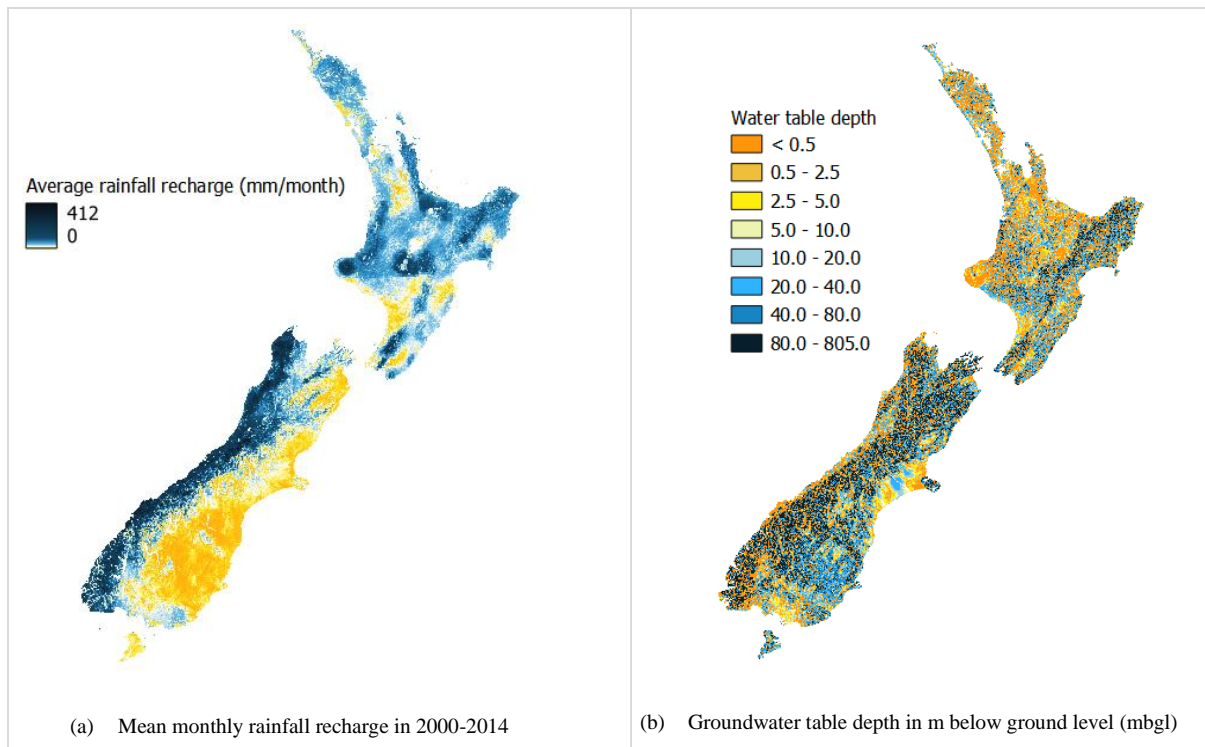 Average rainfall recharge (mm/month)
412
0
(a) Mean monthly rainfall recharge in 2000-2014
Water table depth
< 0.5
0.5 - 2.5
2.5 - 5.0
5.0 - 10.0
10.0 - 20.0
20.0 - 40.0
40.0 - 80.0
80.0 - 805.0
(b) Groundwater table depth in m below ground level (mbgl)